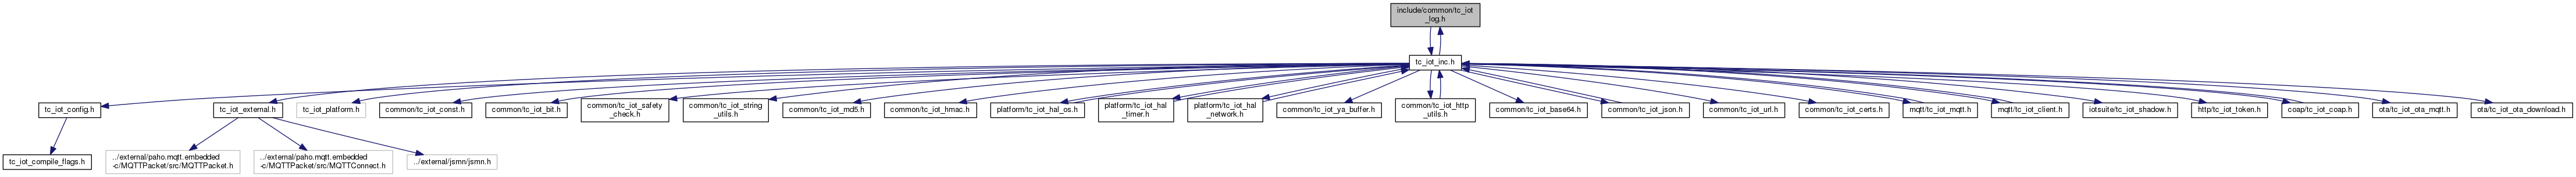 include/common/tc_iot
_log.h
tc_iot_inc.h
tc_iot_config.h
tc_iot_external.h
tc_iot_platform.h
common/tc_iot_const.h
common/tc_iot_bit.h
common/tc_iot_safety
_check.h
common/tc_iot_string
_utils.h
common/tc_iot_md5.h
common/tc_iot_hmac.h
platform/tc_iot_hal_os.h
platform/tc_iot_hal
_timer.h
platform/tc_iot_hal
_network.h
common/tc_iot_ya_buffer.h
common/tc_iot_http
_utils.h
common/tc_iot_base64.h
common/tc_iot_json.h
common/tc_iot_url.h
common/tc_iot_certs.h
mqtt/tc_iot_mqtt.h
mqtt/tc_iot_client.h
iotsuite/tc_iot_shadow.h
http/tc_iot_token.h
coap/tc_iot_coap.h
ota/tc_iot_ota_mqtt.h
ota/tc_iot_ota_download.h
tc_iot_compile_flags.h
../external/paho.mqtt.embedded
-c/MQTTPacket/src/MQTTPacket.h
../external/paho.mqtt.embedded
-c/MQTTPacket/src/MQTTConnect.h
../external/jsmn/jsmn.h